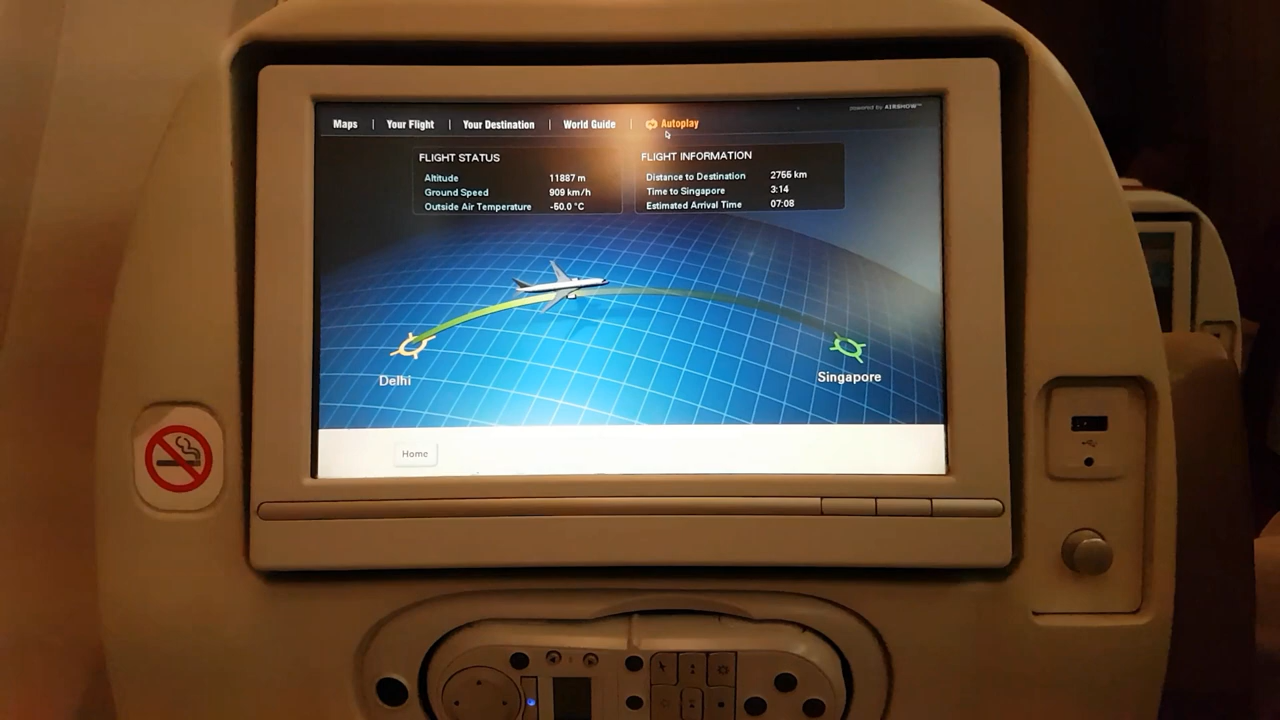 powered by AIRSHOW™
Maps | Your Flight | Your Destination | World Guide | Autoplay
FLIGHT STATUS
Altitude 11887 m
Ground Speed 909 km/h
Outside Air Temperature -50.0 °C
FLIGHT INFORMATION
Distance to Destination 2755 km
Time to Singapore 3:14
Estimated Arrival Time 07:08
Delhi
Singapore
Home